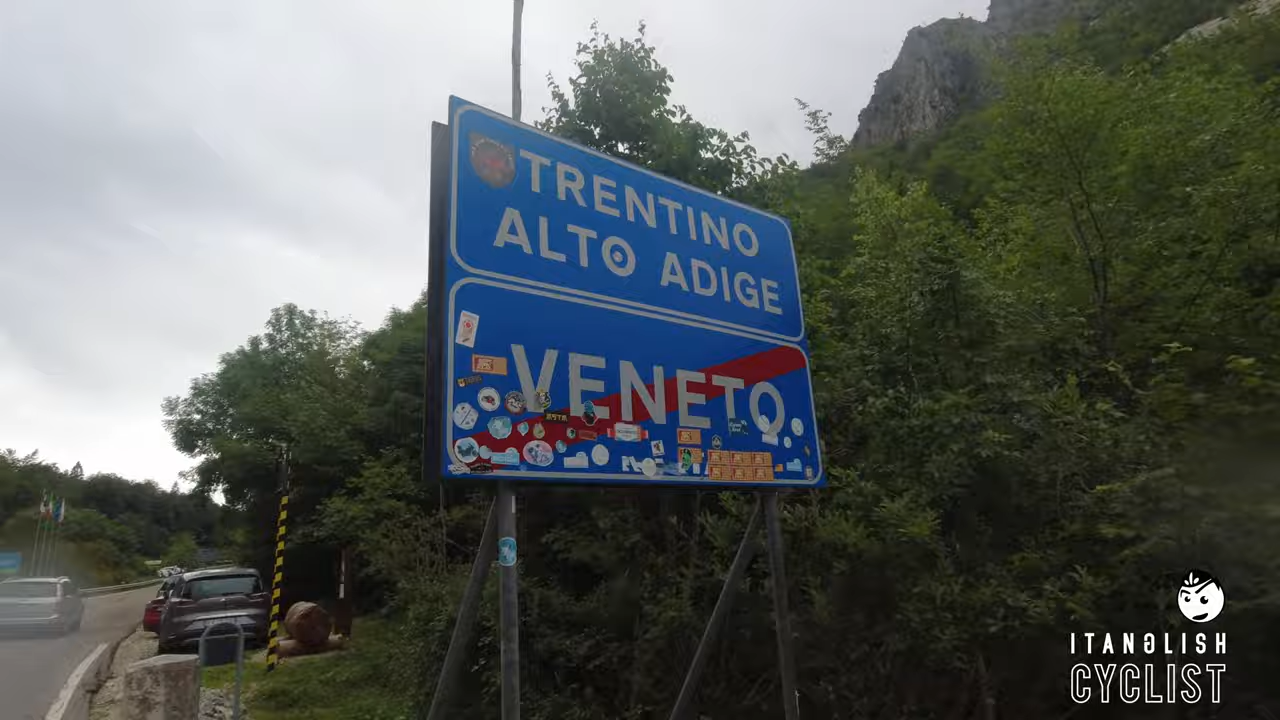 TRENTINO
ALTO ADIGE
VENETO
ITANGLISH
CYCLIST